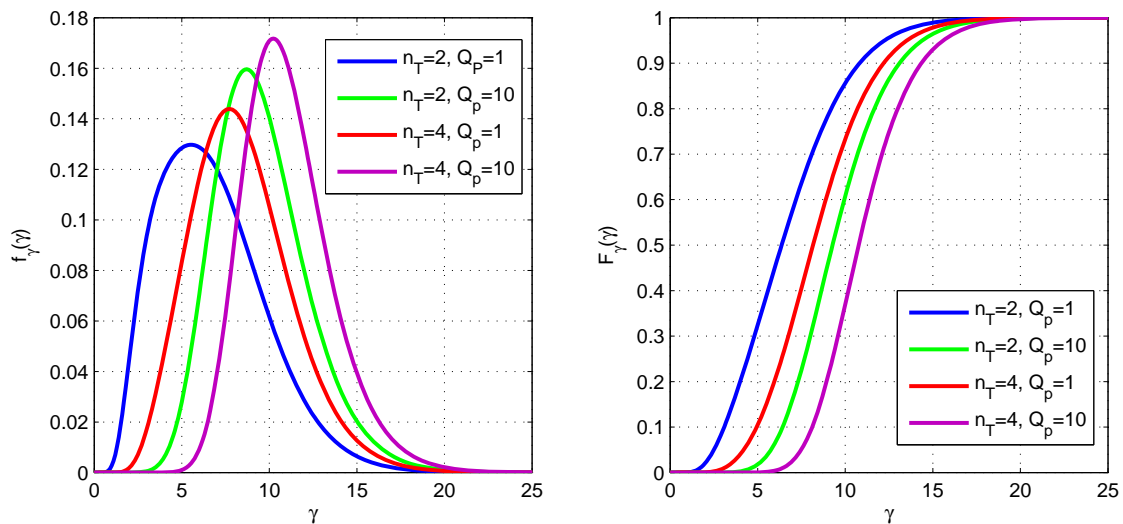 0.18
0.16
0.14
0.12
0.1
0.08
0.06
0.04
0.02
0
f_γ(γ)
n_T=2, Q_P=1
n_T=2, Q_p=10
n_T=4, Q_p=1
n_T=4, Q_p=10
0 5 10 15 20 25
γ
1
0.9
0.8
0.7
0.6
0.5
0.4
0.3
0.2
0.1
0
F_γ(γ)
n_T=2, Q_p=1
n_T=2, Q_p=10
n_T=4, Q_p=1
n_T=4, Q_p=10
0 5 10 15 20 25
γ